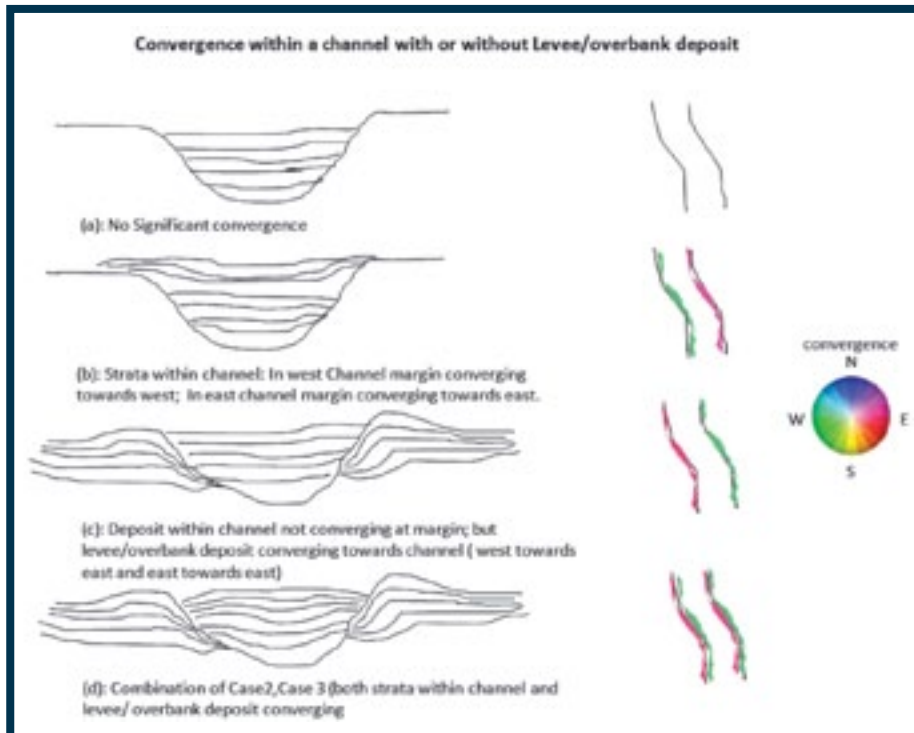 Convergence within a channel with or without Levee/overbank deposit
(a): No Significant convergence
(b): Strata within channel: In west Channel margin converging
towards west; In east channel margin converging towards east.
convergence
N
W
E
S
(c): Deposit within channel not converging at margin; but
levee/overbank deposit converging towards channel ( west towards
east and east towards east)
(d): Combination of Case2,Case 3 (both strata within channel and
levee/ overbank deposit converging